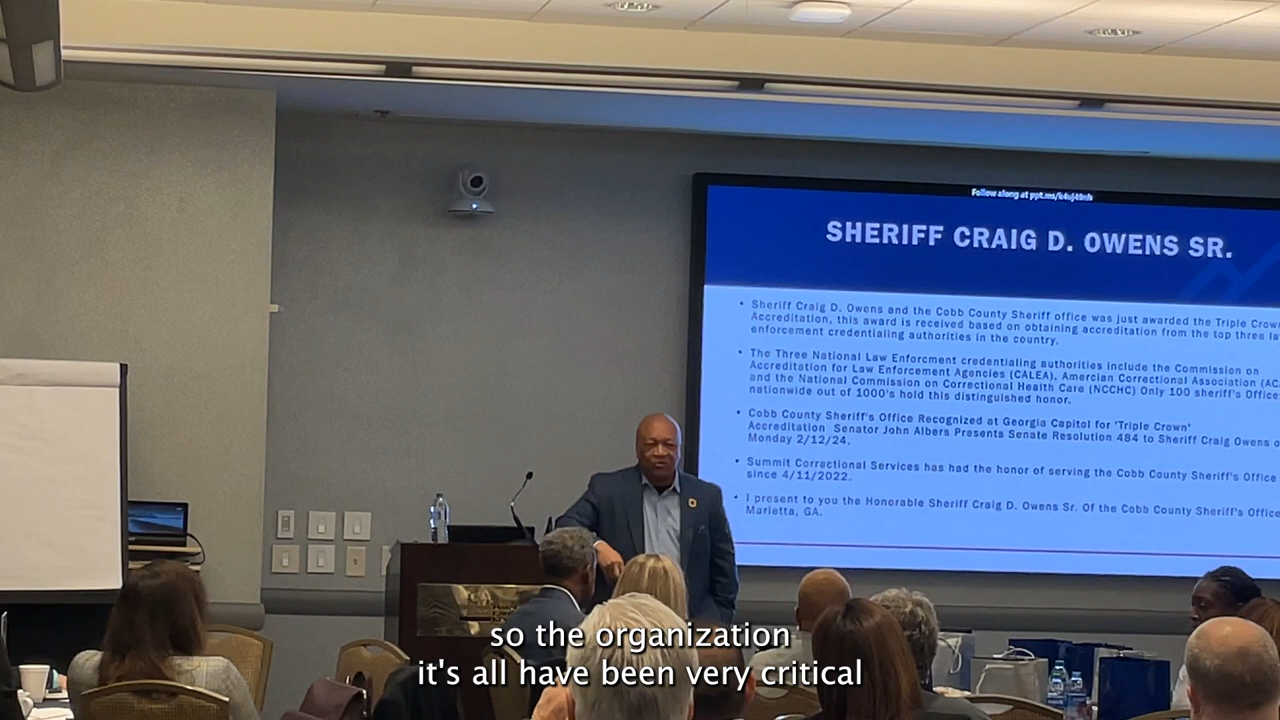 Follow along at
SHERIFF CRAIG D. OWENS SR.
• Sheriff Craig D. Owens and the Cobb County Sheriff office was just awarded the Triple Crown
Accreditation, this award is received based on obtaining accreditation from the top three
enforcement credentialing authorities in the country.
• The Three National Law Enforcment credentialing authorities include the Commission on
Accreditation for Law Enforcement Agencies (CALEA), Amercian Correctional Association
and the National Commission on Correctional Health Care (NCCHC) Only 100 sheriff's
nationwide out of 1000's hold this distinguished honor.
• Cobb County Sheriff's Office Recognized at Georgia Capitol for 'Triple Crown'
Accreditation Senator John Albers Presents Senate Resolution 484 to Sheriff Craig Owens
Monday 2/12/24.
• Summit Correctional Services has had the honor of serving the Cobb County Sheriff's Office
since 4/11/2022.
• I present to you the Honorable Sheriff Craig D. Owens Sr. Of the Cobb County Sheriff's
Marietta, GA.
so the organization
it's all have been very critical